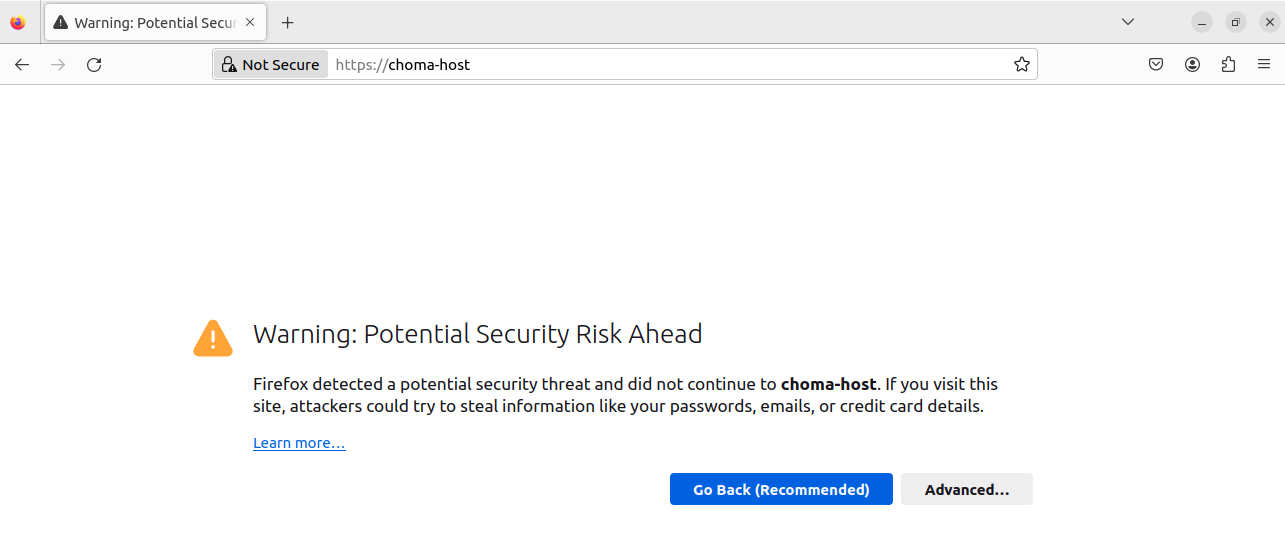 Warning: Potential Secur
Not Secure https://choma-host
Warning: Potential Security Risk Ahead
Firefox detected a potential security threat and did not continue to choma-host. If you visit this
site, attackers could try to steal information like your passwords, emails, or credit card details.
Learn more…
Go Back (Recommended) Advanced…